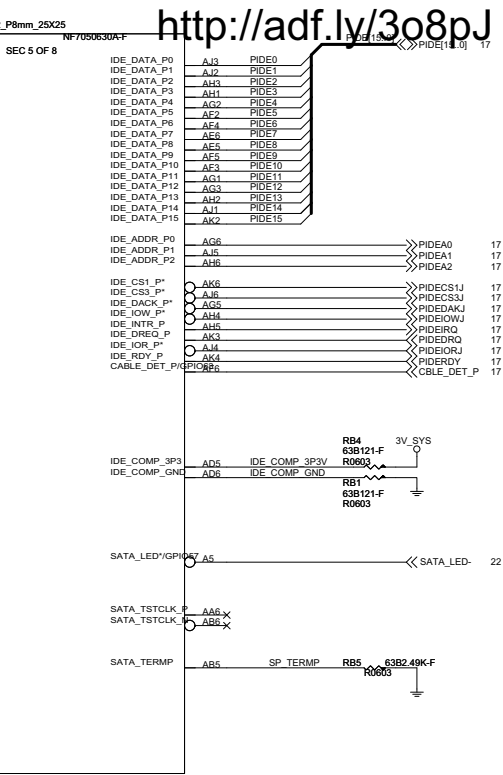 http://adf.ly/3o8pJ
_P8mm_25X25
NF7050630A-F
SEC 5 OF 8
PIDE[15..0] PIDE[15..0] 17
IDE_DATA_P0 AJ3 PIDE0
IDE_DATA_P1 AJ2 PIDE1
IDE_DATA_P2 AH3 PIDE2
IDE_DATA_P3 AH1 PIDE3
IDE_DATA_P4 AG2 PIDE4
IDE_DATA_P5 AF2 PIDE5
IDE_DATA_P6 AF4 PIDE6
IDE_DATA_P7 AE6 PIDE7
IDE_DATA_P8 AE5 PIDE8
IDE_DATA_P9 AF5 PIDE9
IDE_DATA_P10 AF3 PIDE10
IDE_DATA_P11 AG1 PIDE11
IDE_DATA_P12 AG3 PIDE12
IDE_DATA_P13 AH2 PIDE13
IDE_DATA_P14 AJ1 PIDE14
IDE_DATA_P15 AK2 PIDE15
IDE_ADDR_P0 AG6 PIDEA0 17
IDE_ADDR_P1 AJ5 PIDEA1 17
IDE_ADDR_P2 AH6 PIDEA2 17
IDE_CS1_P* AK6 PIDECS1J 17
IDE_CS3_P* AJ6 PIDECS3J 17
IDE_DACK_P* AG5 PIDEDAKJ 17
IDE_IOW_P* AH4 PIDEIOWJ 17
IDE_INTR_P AH5 PIDEIRQ 17
IDE_DREQ_P AK3 PIDEDRQ 17
IDE_IOR_P* AJ4 PIDEIORJ 17
IDE_RDY_P AK4 PIDERDY 17
CABLE_DET_P/GPIO63 AF6 CBLE_DET_P 17
RB4 3V_SYS
63B121-F
IDE_COMP_3P3 AD5 IDE_COMP_3P3V R0603
IDE_COMP_GND AD6 IDE_COMP_GND RB1
63B121-F
R0603
SATA_LED*/GPIO57 A5 SATA_LED- 22
SATA_TSTCLK_P AA6
SATA_TSTCLK_N AB6
SATA_TERMP AB5 SP_TERMP RB5 63B2.49K-F
R0603